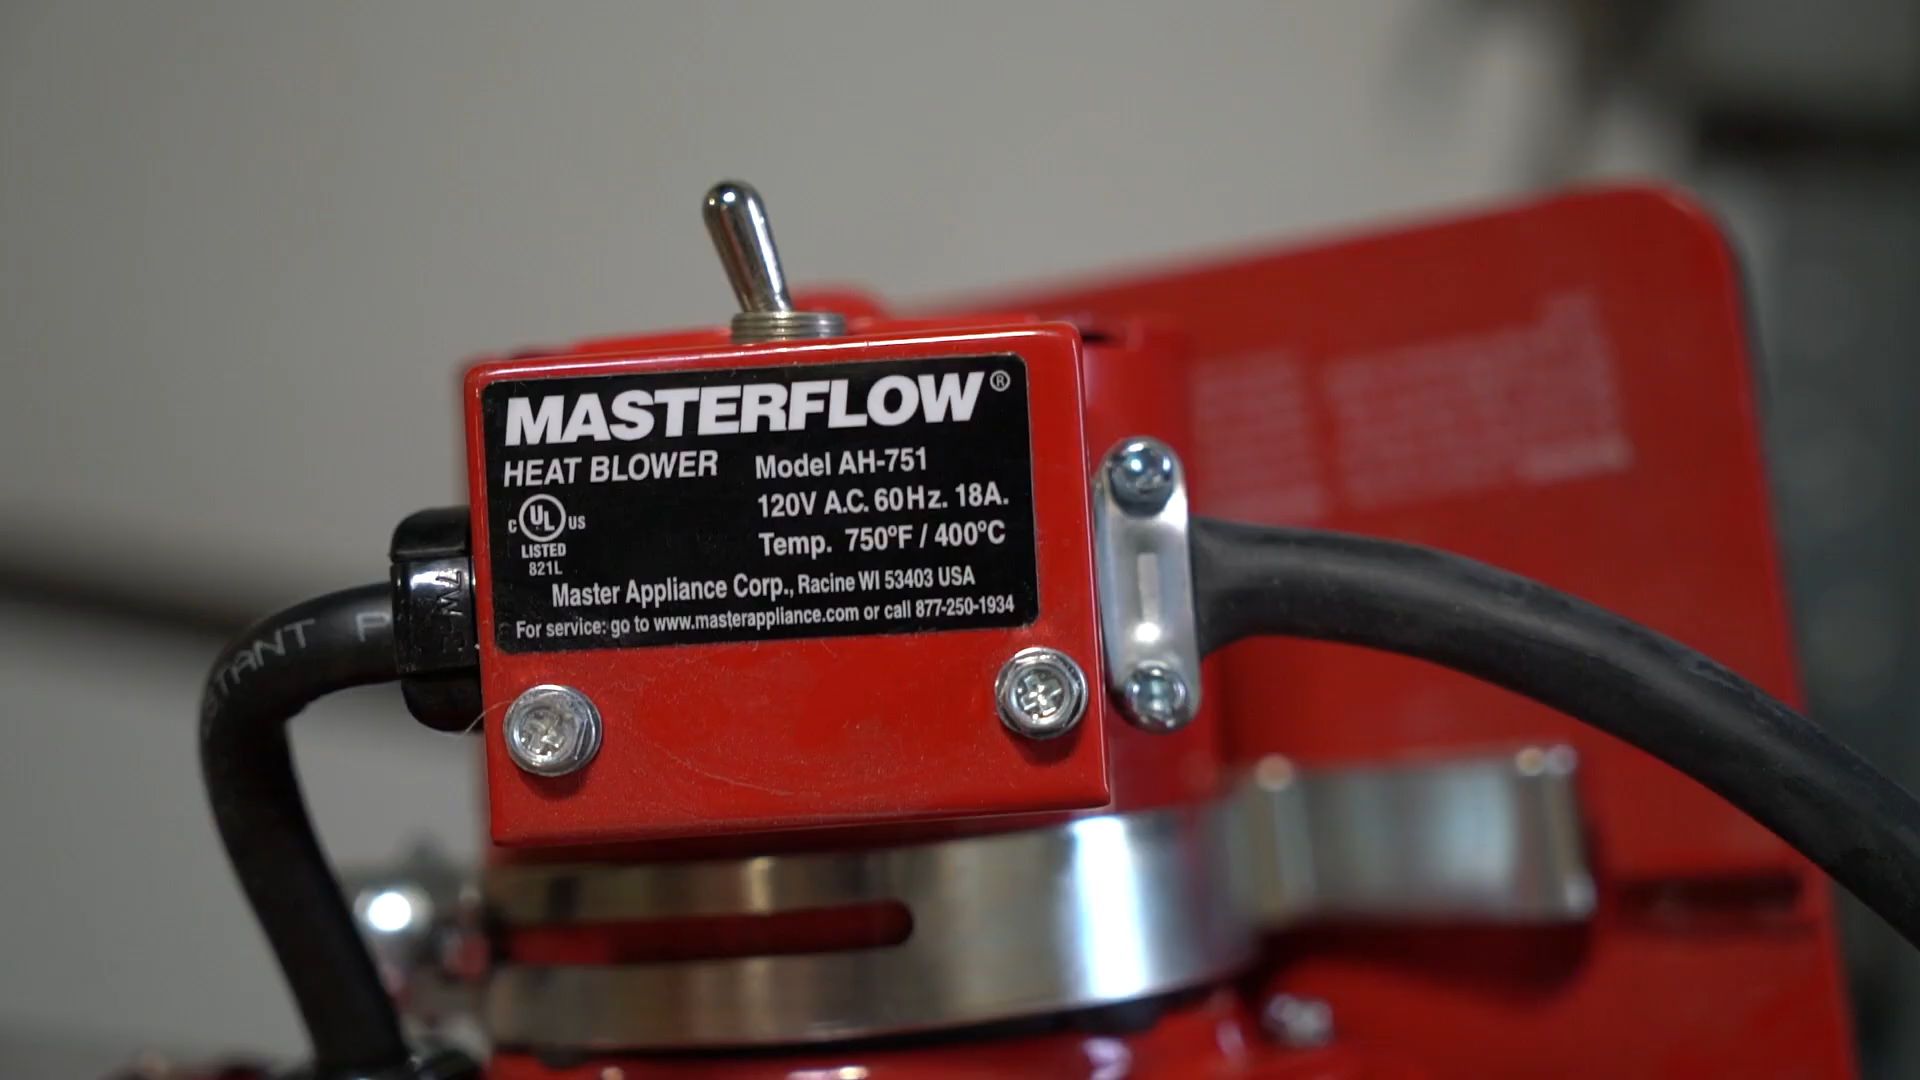 MASTERFLOW®
HEAT BLOWER
Model AH-751
120V A.C. 60Hz. 18A.
Temp. 750°F / 400°C
C UL US
LISTED
821L
Master Appliance Corp., Racine WI 53403 USA
For service: go to www.masterappliance.com or call 877-250-1934